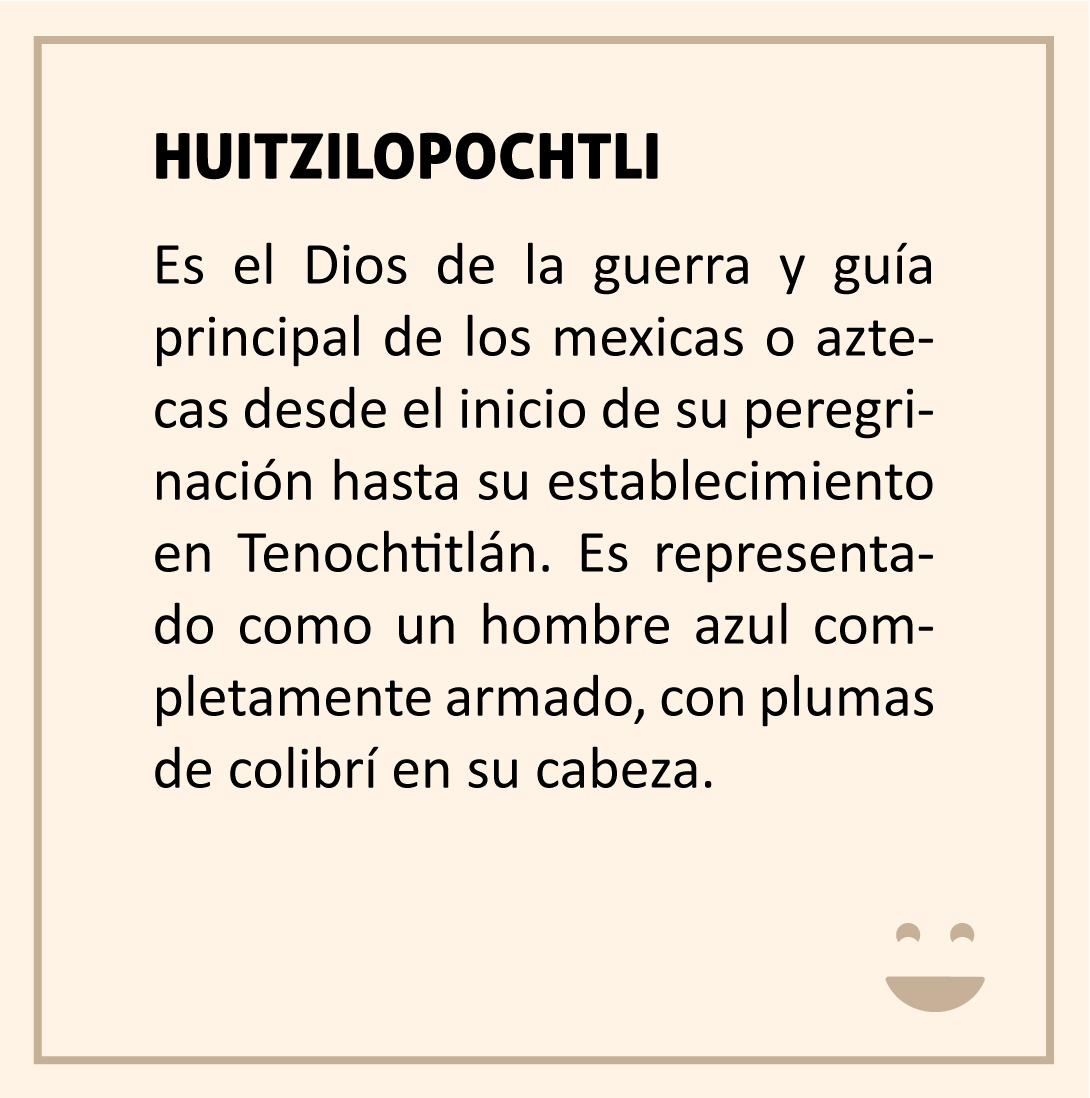 HUITZILOPOCHTLI
Es el Dios de la guerra y guía
principal de los mexicas o azte-
cas desde el inicio de su peregri-
nación hasta su establecimiento
en Tenochtitlán. Es representa-
do como un hombre azul com-
pletamente armado, con plumas
de colibrí en su cabeza.